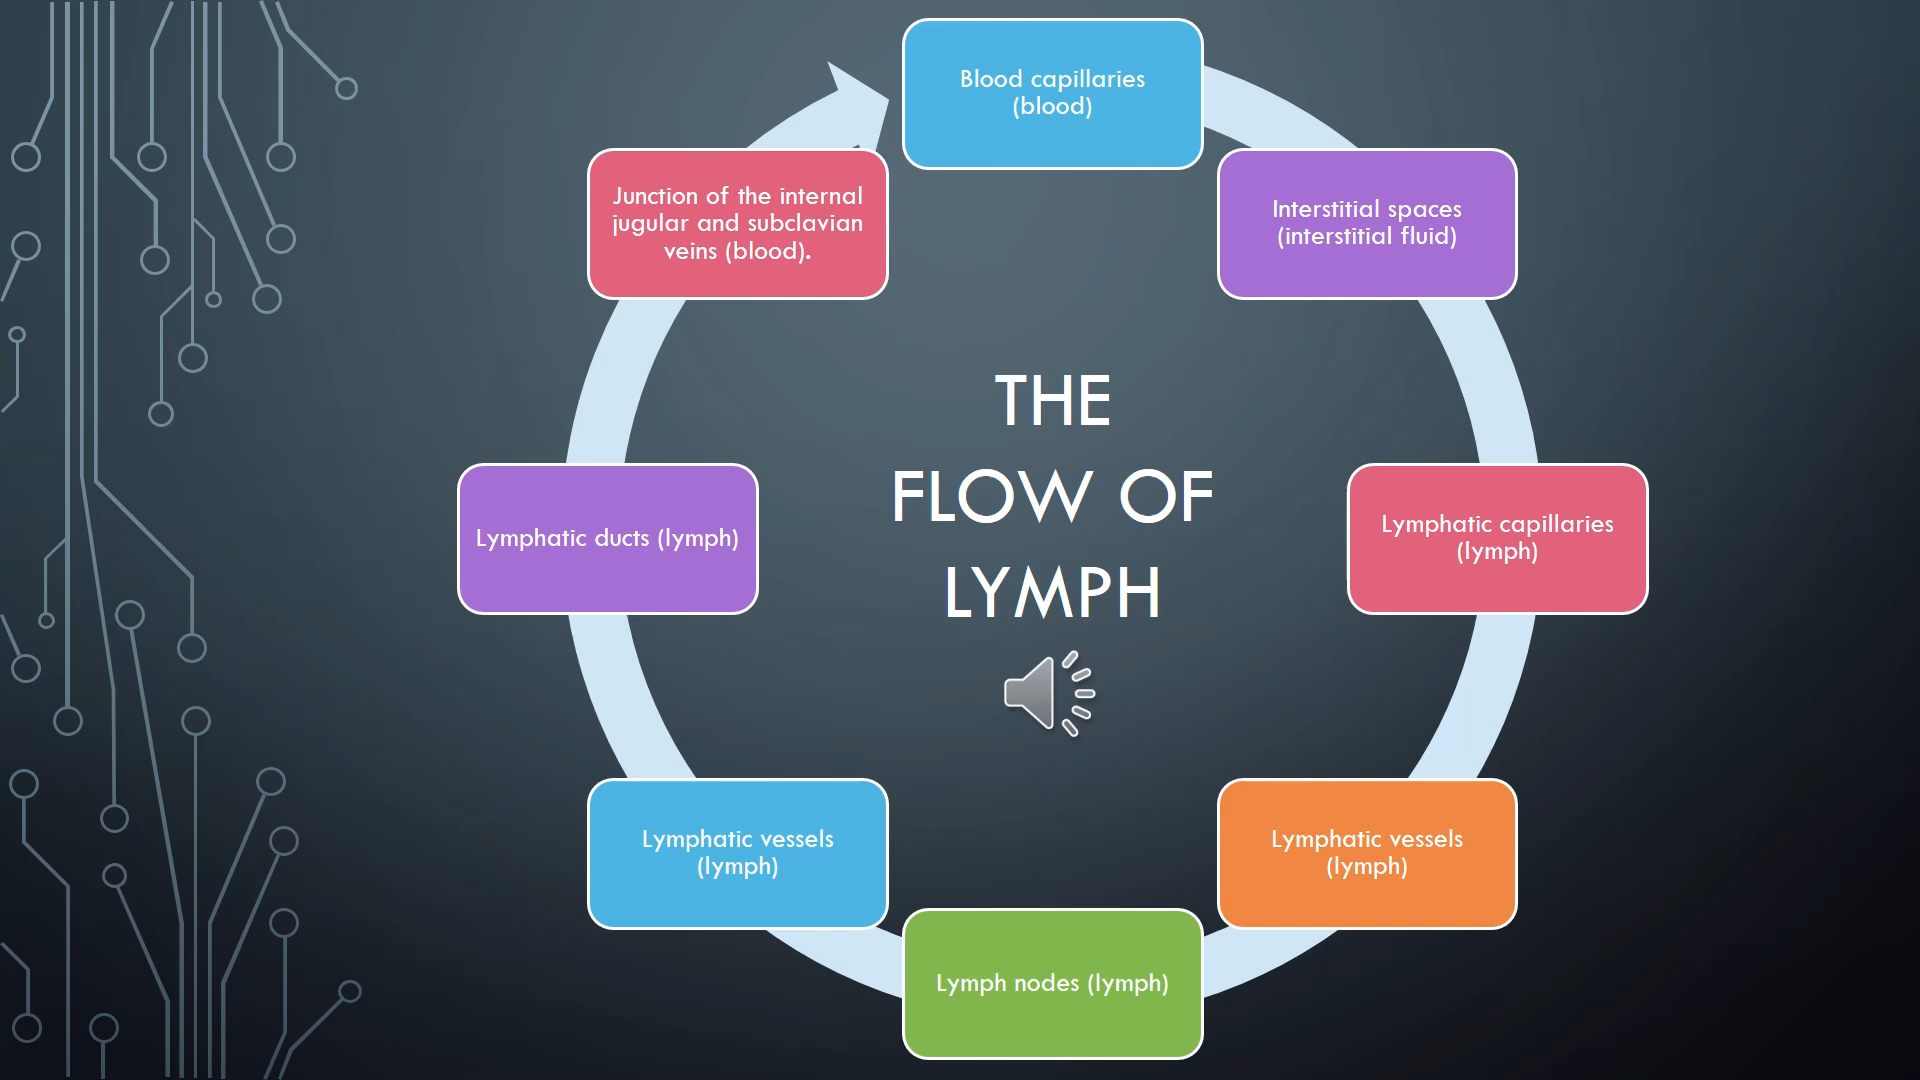 THE
FLOW OF
LYMPH
Blood capillaries
(blood)
Interstitial spaces
(interstitial fluid)
Lymphatic capillaries
(lymph)
Lymphatic vessels
(lymph)
Lymph nodes (lymph)
Lymphatic vessels
(lymph)
Lymphatic ducts (lymph)
Junction of the internal
jugular and subclavian
veins (blood).